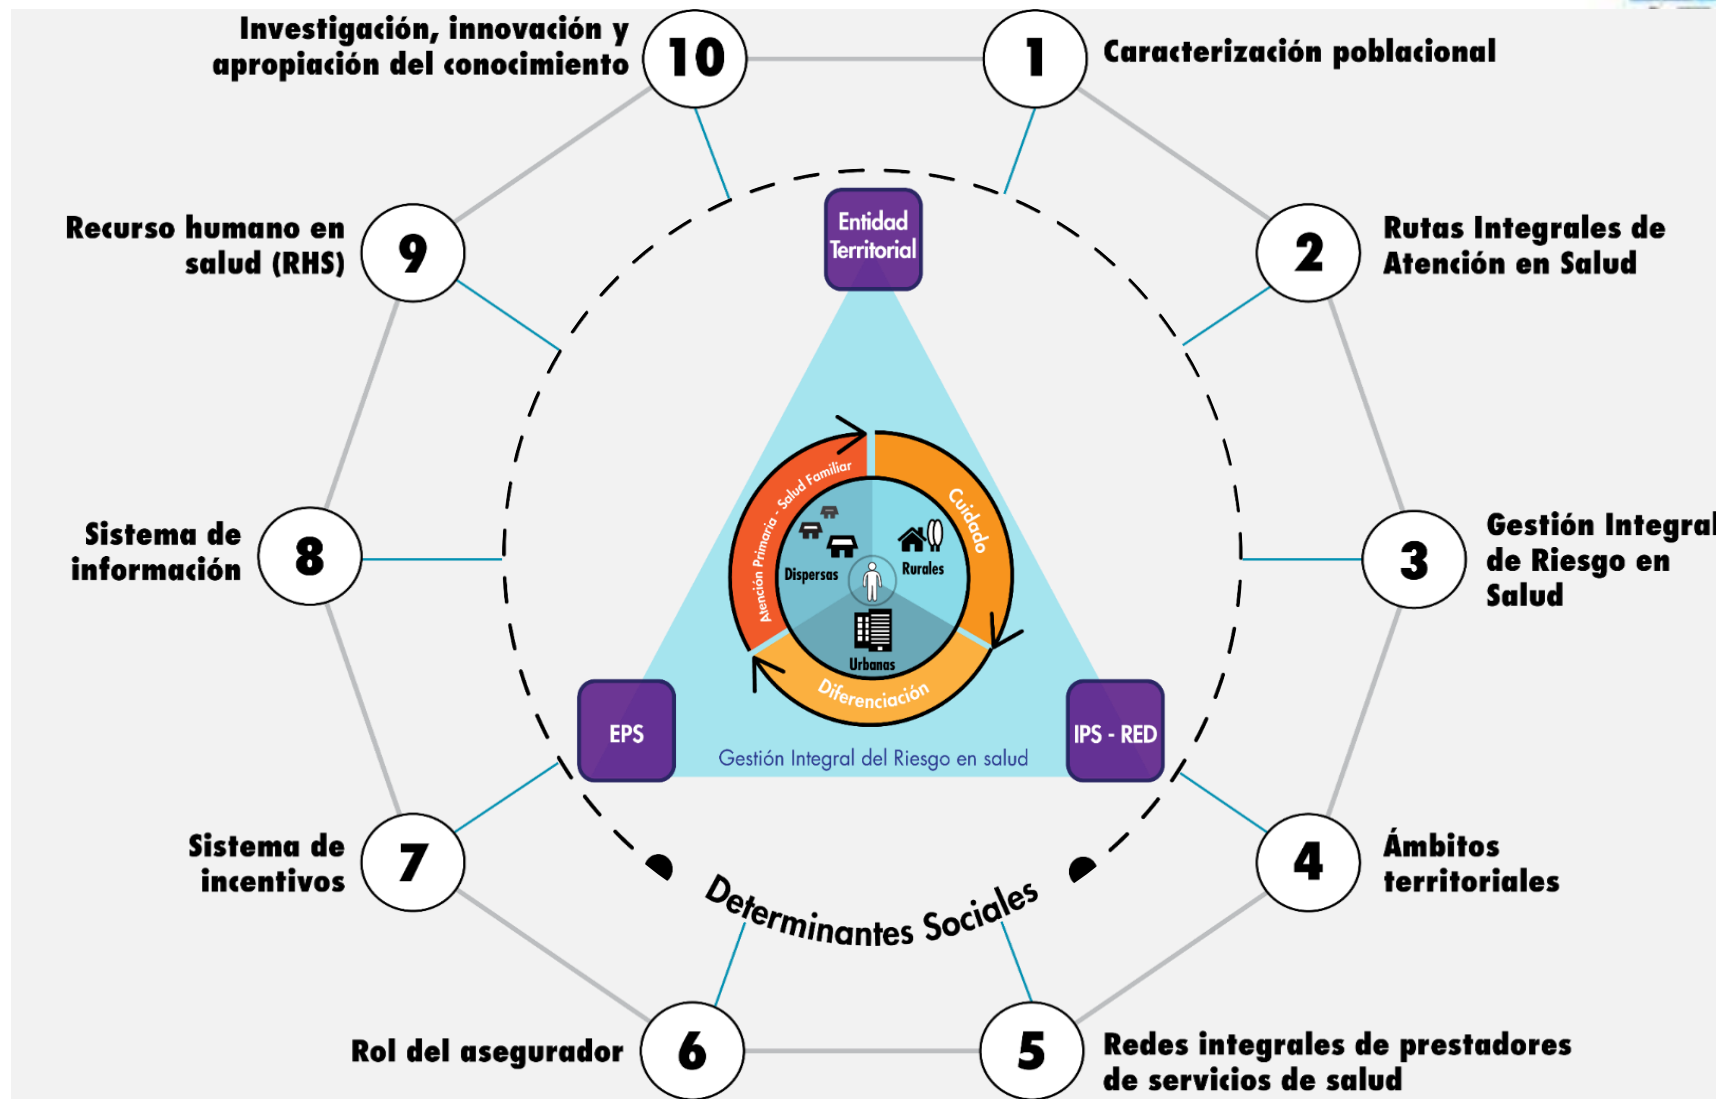 Investigación, innovación y
apropiación del conocimiento
10
1
Caracterización poblacional
Recurso humano en
salud (RHS)
9
2
Rutas Integrales de
Atención en Salud
Entidad
Territorial
Sistema de
información
8
3
Gestión Integral
de Riesgo en
Salud
Atención Primaria - Salud Familiar
Cuidado
Diferenciación
Dispersas
Rurales
Urbanas
EPS
IPS - RED
Gestión Integral del Riesgo en salud
Sistema de
incentivos
7
4
Ámbitos
territoriales
Determinantes Sociales
Rol del asegurador
6
5
Redes integrales de prestadores
de servicios de salud